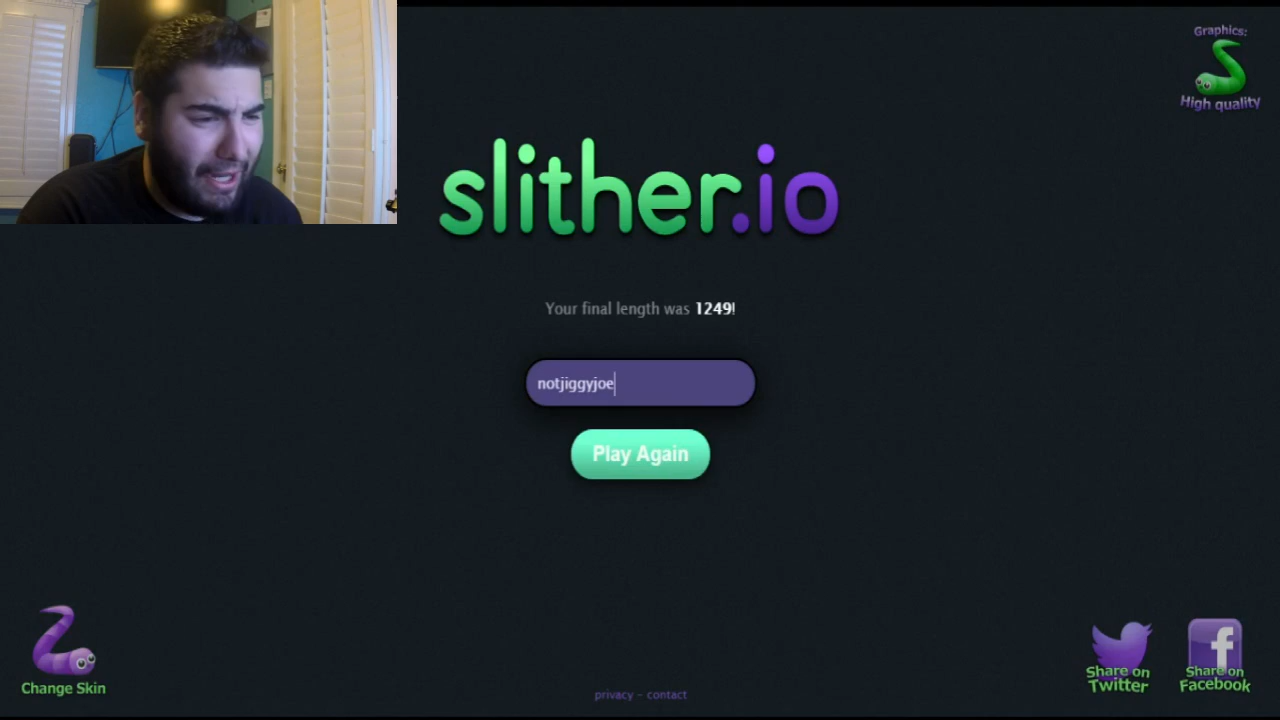 Graphics:
High quality
slither.io
Your final length was 1249!
notjiggyjoe
Play Again
Change Skin
Share on
Twitter
Share on
Facebook
privacy - contact